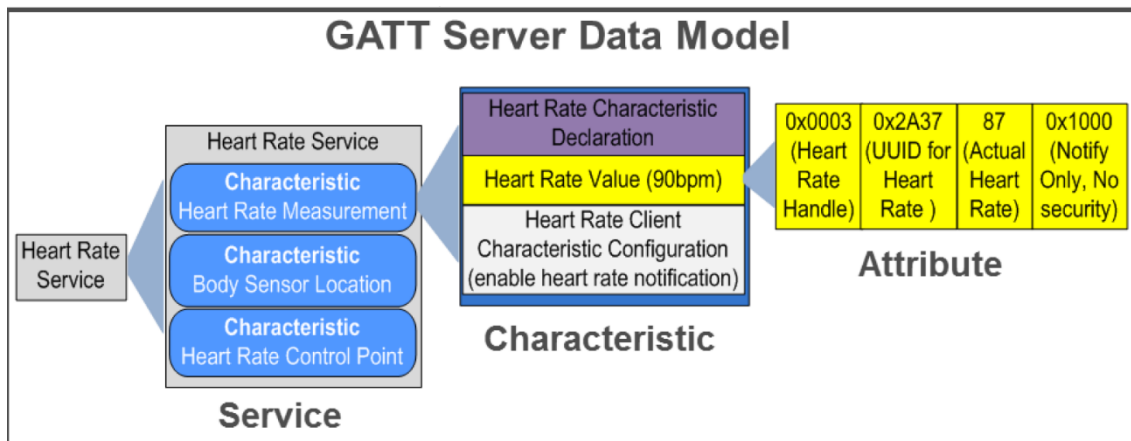 GATT Server Data Model
Heart Rate
Service
Heart Rate Service
Characteristic
Heart Rate Measurement
Characteristic
Body Sensor Location
Characteristic
Heart Rate Control Point
Service
Heart Rate Characteristic
Declaration
Heart Rate Value (90bpm)
Heart Rate Client
Characteristic Configuration
(enable heart rate notification)
Characteristic
0x0003
(Heart
Rate
Handle)
0x2A37
(UUID for
Heart
Rate )
87
(Actual
Heart
Rate)
0x1000
(Notify
Only, No
security)
Attribute